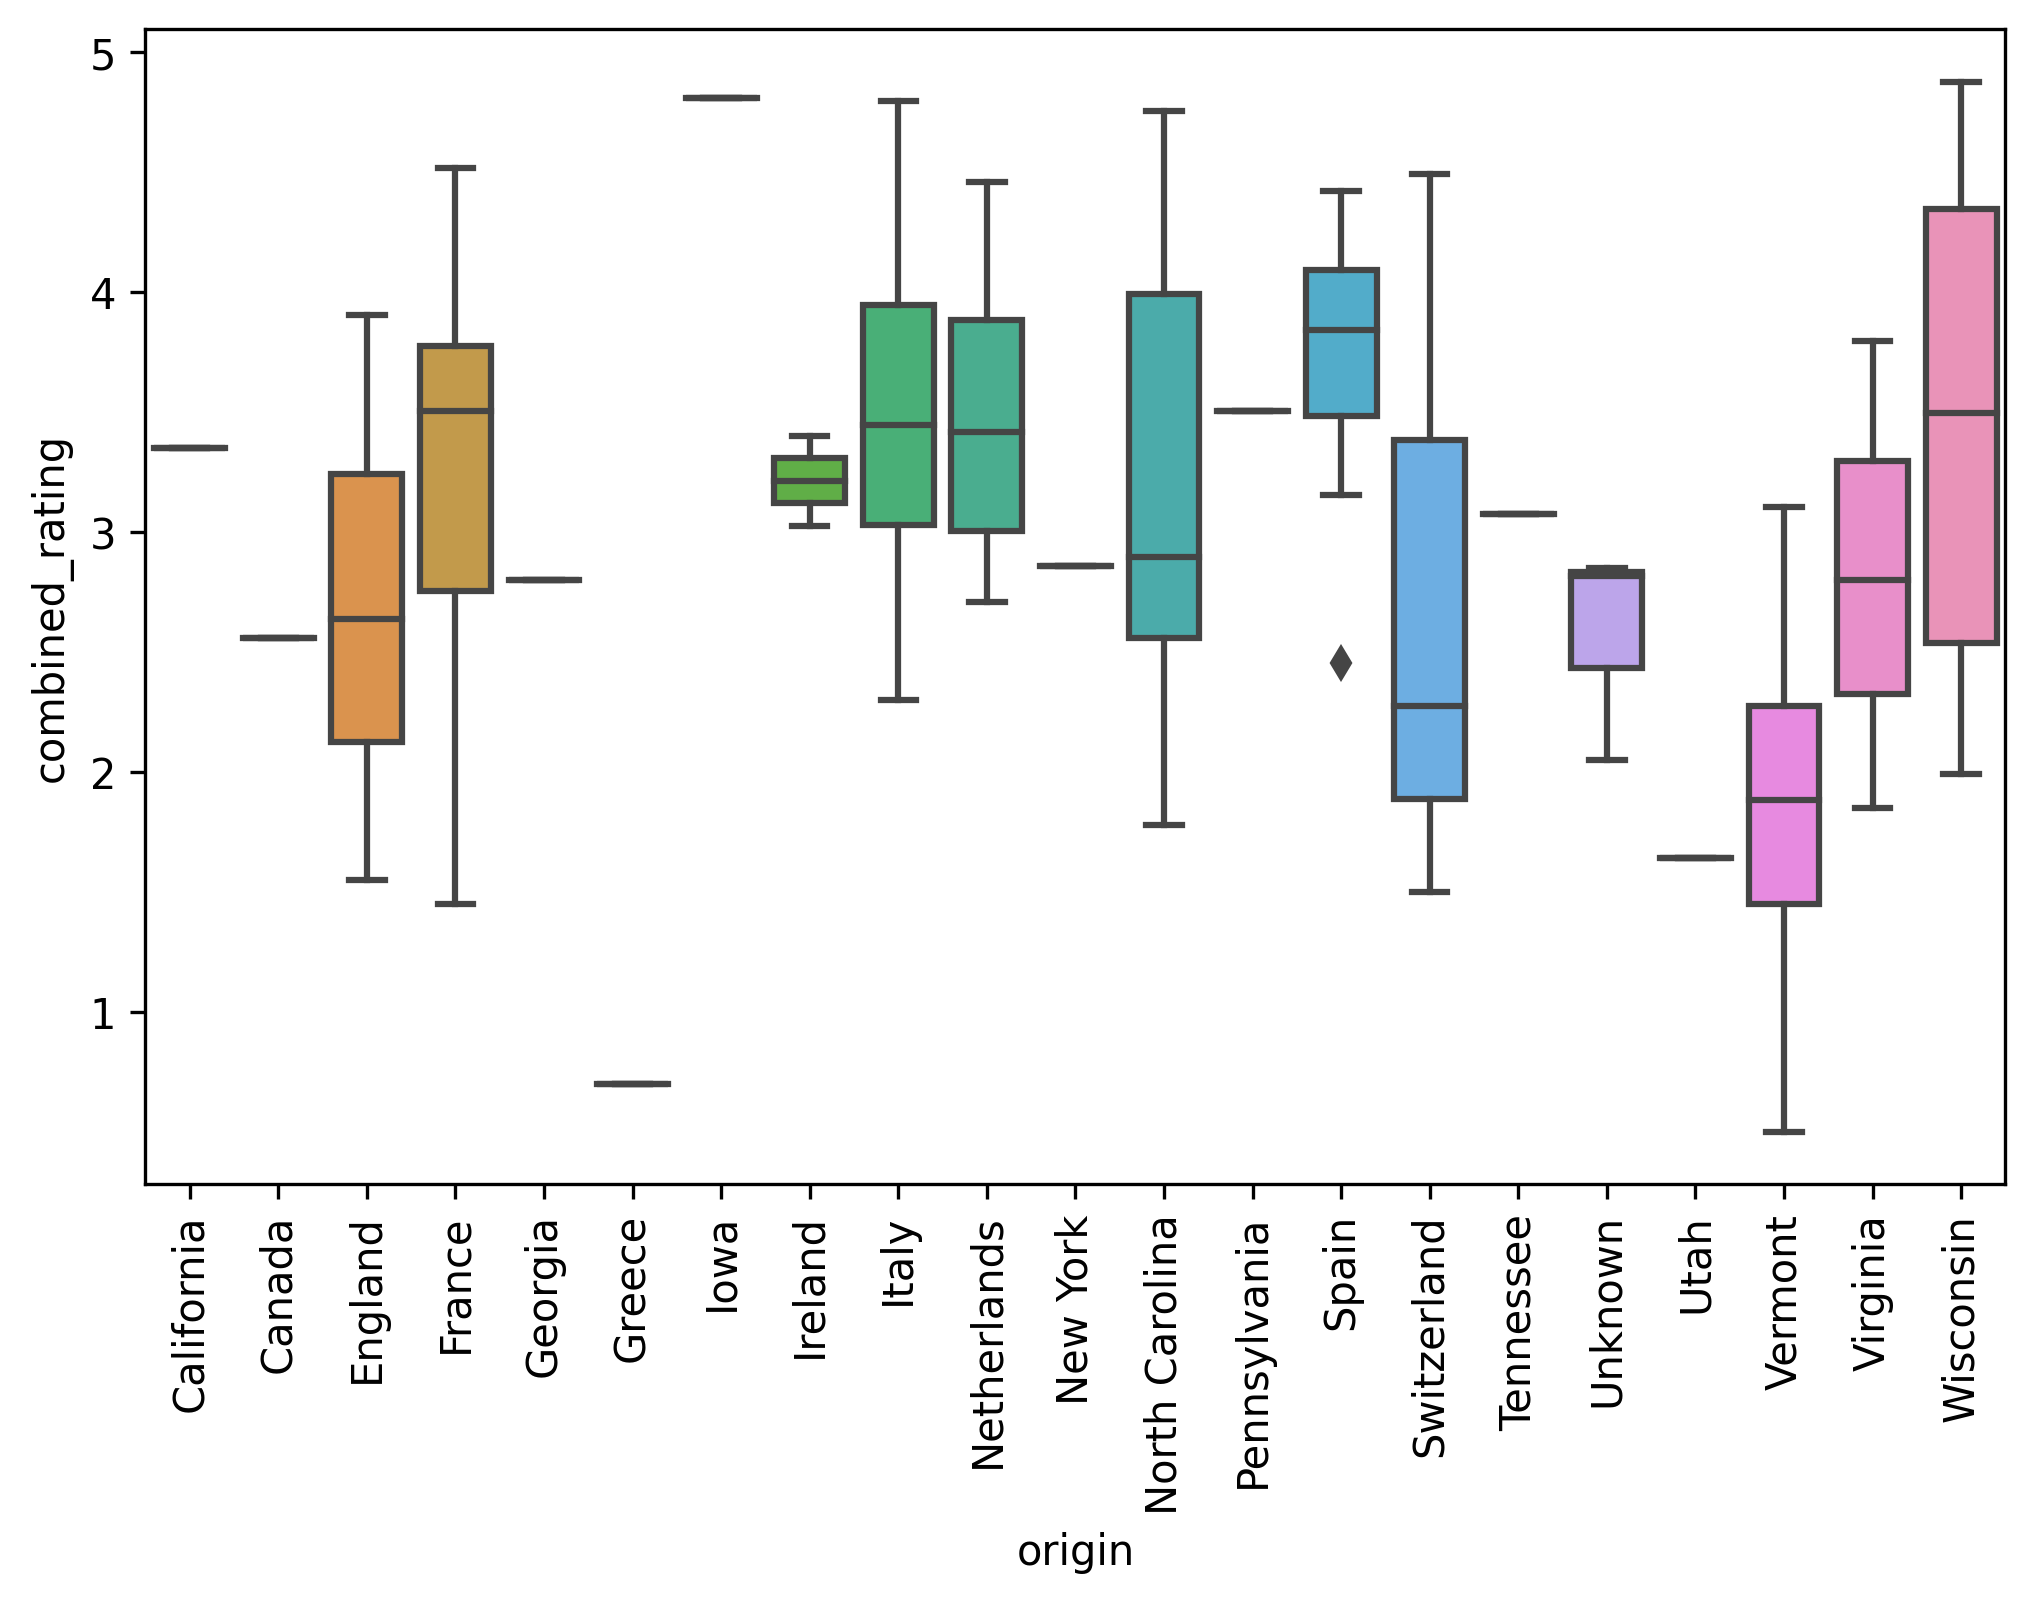 combined_rating
5
4
3
2
1
California
Canada
England
France
Georgia
Greece
Iowa
Ireland
Italy
Netherlands
New York
North Carolina
Pennsylvania
Spain
Switzerland
Tennessee
Unknown
Utah
Vermont
Virginia
Wisconsin
origin